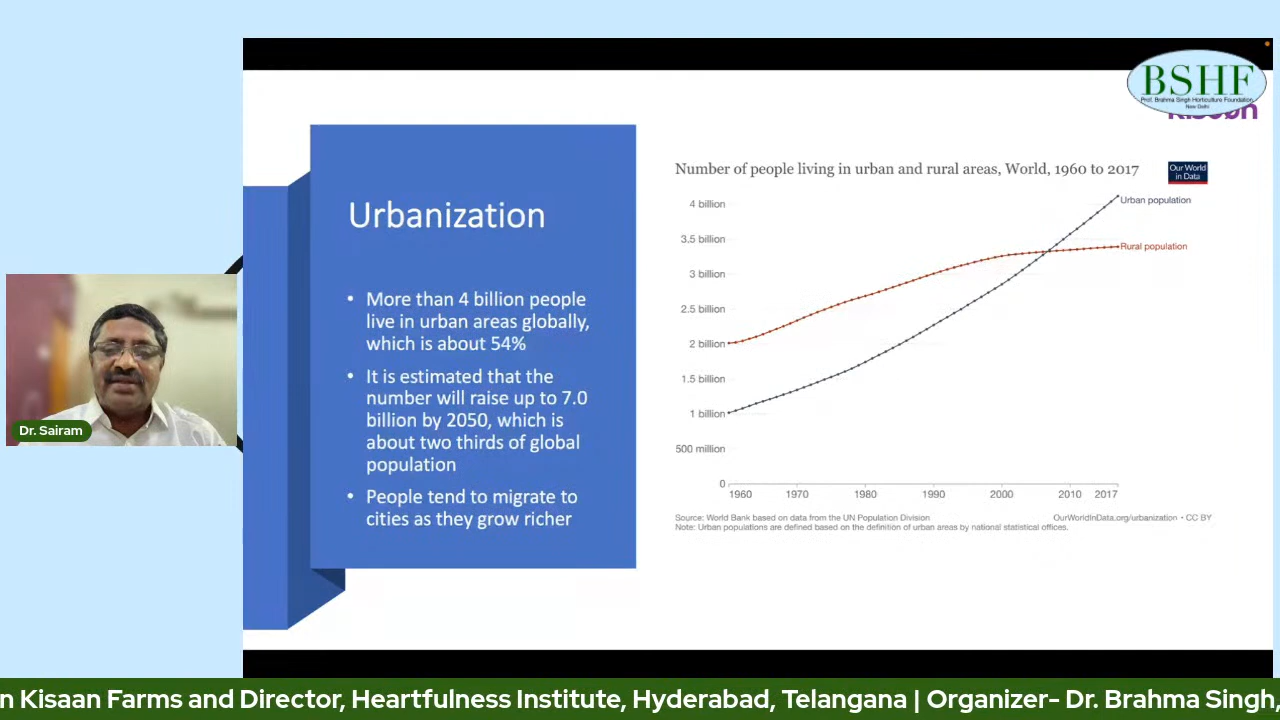 BSHF
Prof. Brahma Singh Horticulture Foundation
New Delhi
Urbanization
• More than 4 billion people
live in urban areas globally,
which is about 54%
• It is estimated that the
number will raise up to 7.0
billion by 2050, which is
about two thirds of global
population
• People tend to migrate to
cities as they grow richer
Number of people living in urban and rural areas, World, 1960 to 2017
Our World
in Data
4 billion
3.5 billion
3 billion
2.5 billion
2 billion
1.5 billion
1 billion
500 million
0
Urban population
Rural population
1960 1970 1980 1990 2000 2010 2017
Source: World Bank based on data from the UN Population Division
OurWorldInData.org/urbanization • CC BY
Note: Urban populations are defined based on the definition of urban areas by national statistical offices.
Dr. Sairam
n Kisaan Farms and Director, Heartfulness Institute, Hyderabad, Telangana | Organizer- Dr. Brahma Singh,